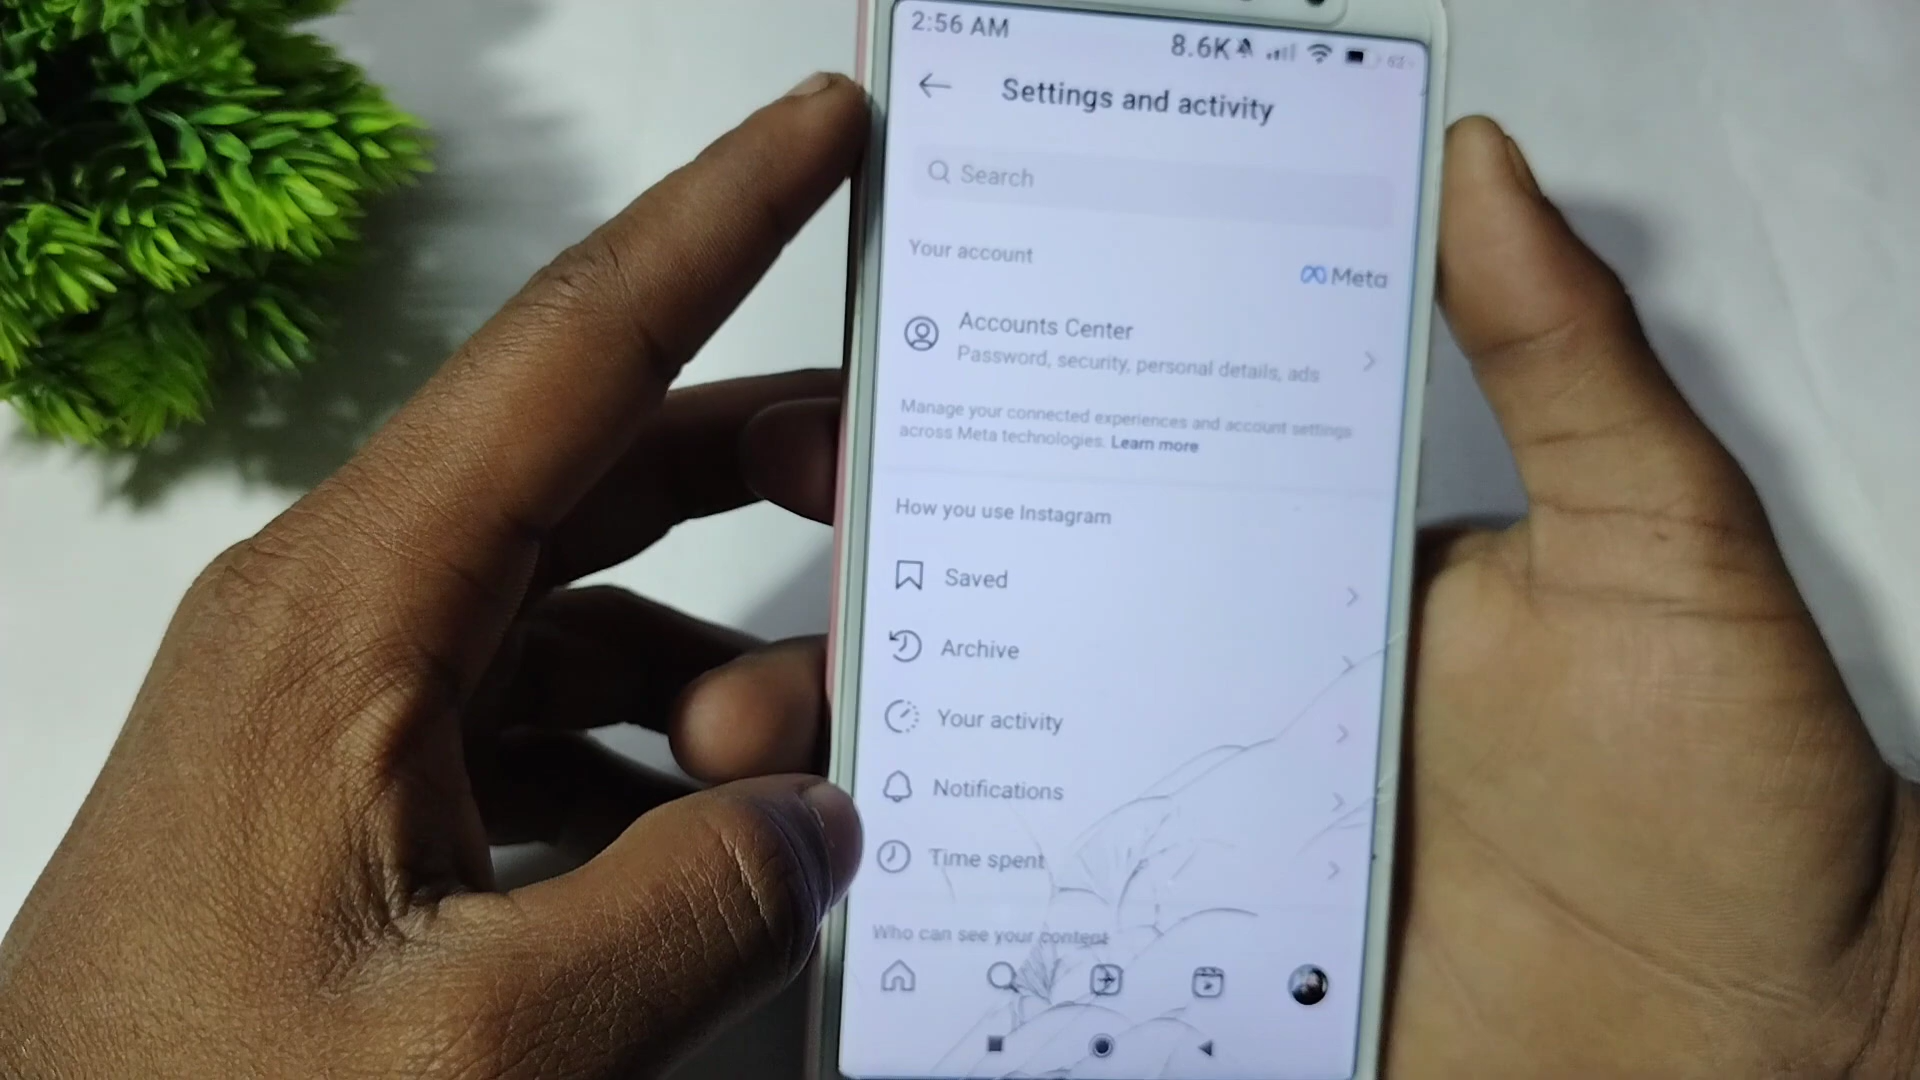 2:56 AM
8.6K
Settings and activity
Search
Your account
Meta
Accounts Center
Password, security, personal details, ads
Manage your connected experiences and account settings
across Meta technologies. Learn more
How you use Instagram
Saved
Archive
Your activity
Notifications
Time spent
Who can see your content